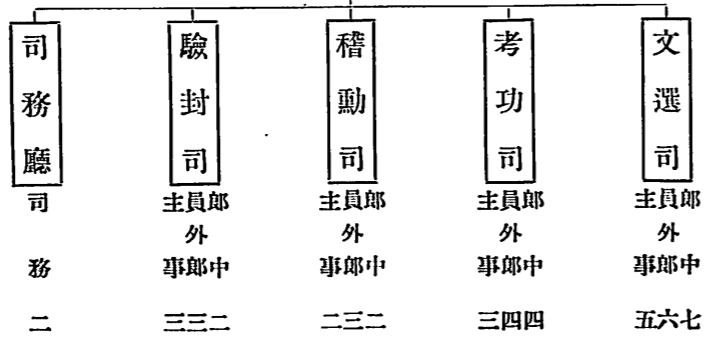 文選司
郎中七
員外郎六
主事五
考功司
郎中四
員外郎四
主事三
稽勳司
郎中二
員外郎三
主事二
驗封司
郎中二
員外郎三
主事三
司務廳
司務二